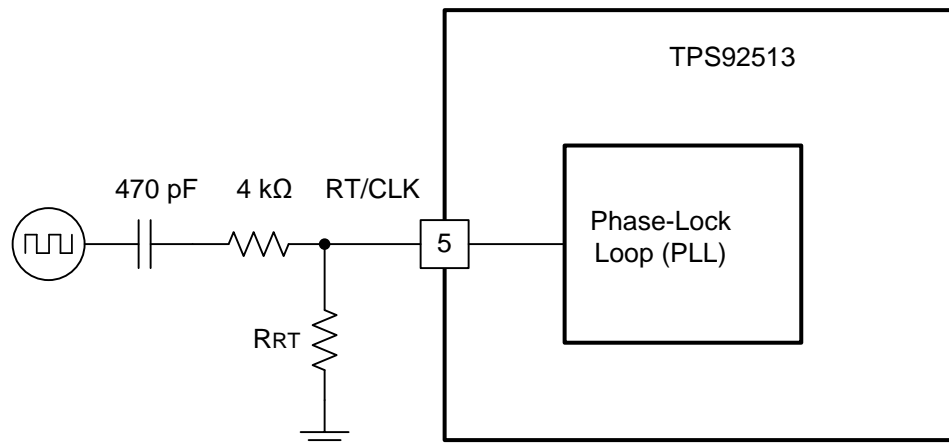 TPS92513
470 pF
4 kΩ
RT/CLK
5
Phase-Lock
Loop (PLL)
RRT